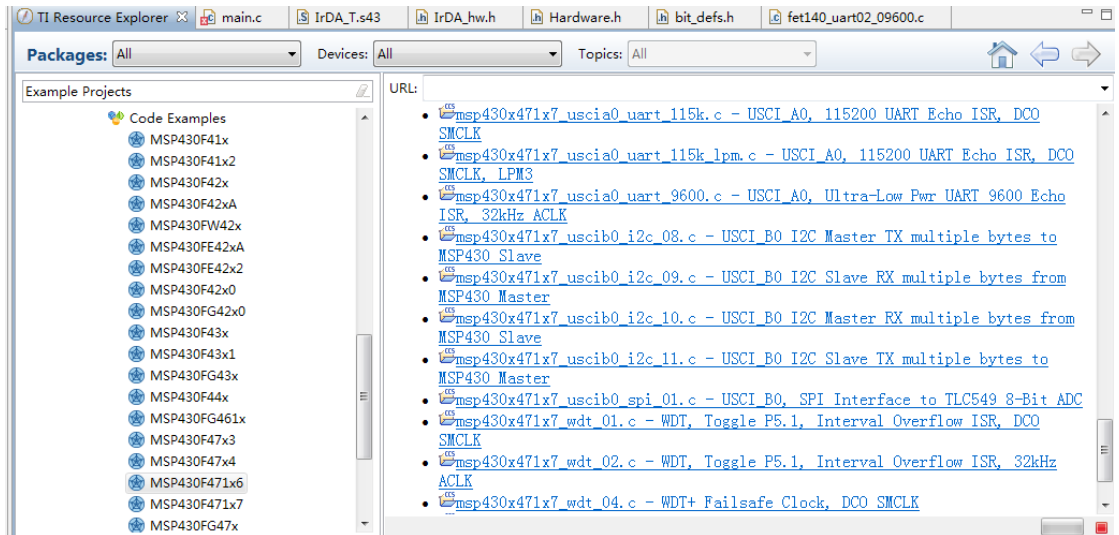 TI Resource Explorer main.c IrDA_T.s43 IrDA_hw.h Hardware.h bit_defs.h fet140_uart02_09600.c
Packages: All Devices: All Topics: All
Example Projects
Code Examples
MSP430F41x
MSP430F41x2
MSP430F42x
MSP430F42xA
MSP430FW42x
MSP430FE42xA
MSP430FE42x2
MSP430F42x0
MSP430FG42x0
MSP430F43x
MSP430F43x1
MSP430FG43x
MSP430F44x
MSP430FG461x
MSP430F47x3
MSP430F47x4
MSP430F471x6
MSP430F471x7
MSP430FG47x
URL:
msp430x471x7_uscia0_uart_115k.c - USCI_A0, 115200 UART Echo ISR, DCO
SMCLK
msp430x471x7_uscia0_uart_115k_lpm.c - USCI_A0, 115200 UART Echo ISR, DCO
SMCLK, LPM3
msp430x471x7_uscia0_uart_9600.c - USCI_A0, Ultra-Low Pwr UART 9600 Echo
ISR, 32kHz ACLK
msp430x471x7_uscib0_i2c_08.c - USCI_B0 I2C Master TX multiple bytes to
MSP430 Slave
msp430x471x7_uscib0_i2c_09.c - USCI_B0 I2C Slave RX multiple bytes from
MSP430 Master
msp430x471x7_uscib0_i2c_10.c - USCI_B0 I2C Master RX multiple bytes from
MSP430 Slave
msp430x471x7_uscib0_i2c_11.c - USCI_B0 I2C Slave TX multiple bytes to
MSP430 Master
msp430x471x7_uscib0_spi_01.c - USCI_B0, SPI Interface to TLC549 8-Bit ADC
msp430x471x7_wdt_01.c - WDT, Toggle P5.1, Interval Overflow ISR, DCO
SMCLK
msp430x471x7_wdt_02.c - WDT, Toggle P5.1, Interval Overflow ISR, 32kHz
ACLK
msp430x471x7_wdt_04.c - WDT+ Failsafe Clock, DCO SMCLK